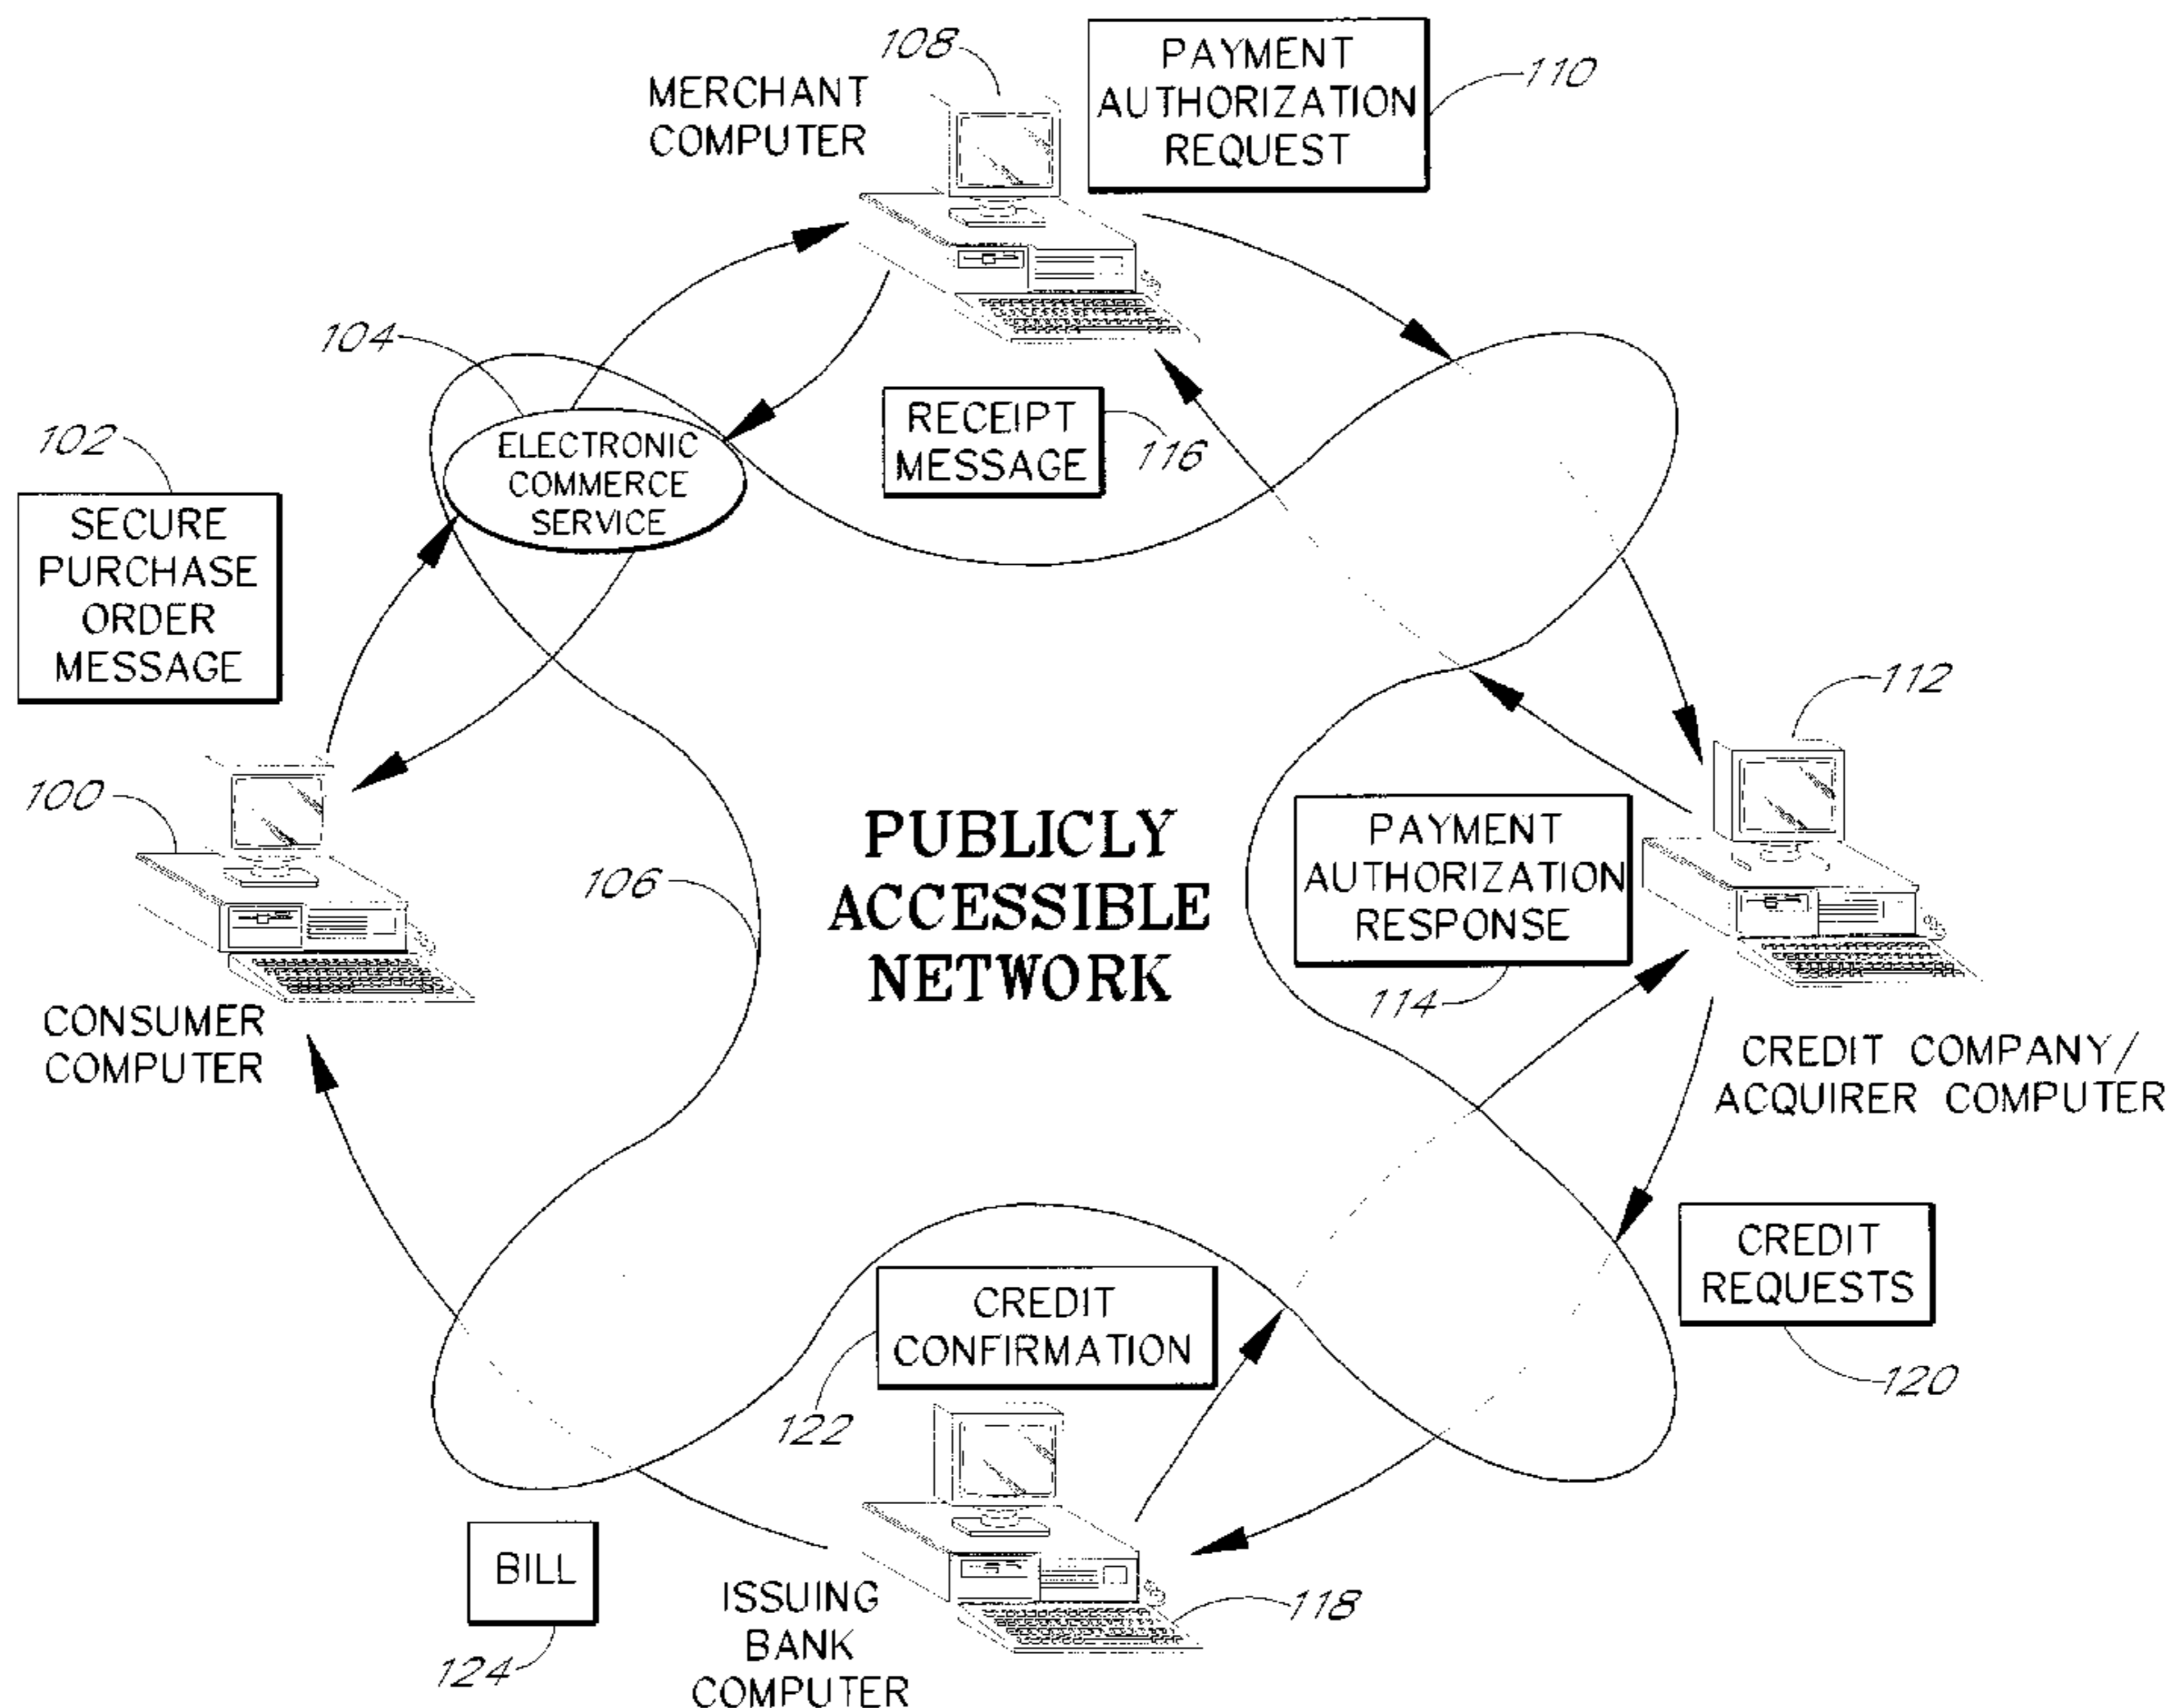 108
MERCHANT
COMPUTER
PAYMENT
AUTHORIZATION
REQUEST
110
104
ELECTRONIC
COMMERCE
SERVICE
RECEIPT
MESSAGE
116
102
SECURE
PURCHASE
ORDER
MESSAGE
112
100
106
PUBLICLY
ACCESSIBLE
NETWORK
PAYMENT
AUTHORIZATION
RESPONSE
114
CONSUMER
COMPUTER
CREDIT COMPANY/
ACQUIRER COMPUTER
CREDIT
REQUESTS
120
CREDIT
CONFIRMATION
122
BILL
124
ISSUING
BANK
COMPUTER
118